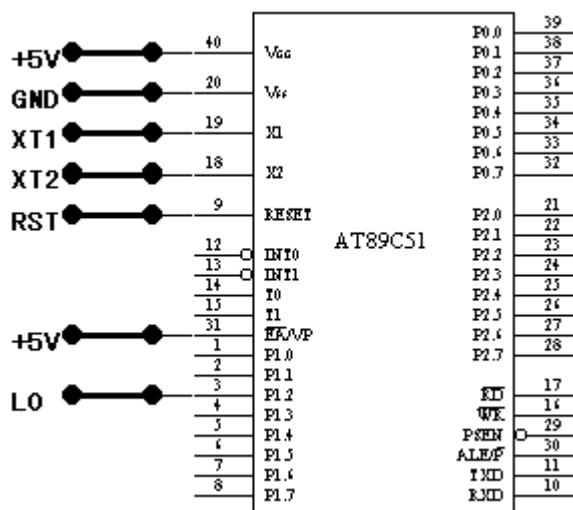 +5V 40 Vcc P0.0 39
P0.1 38
GND 20 Vss P0.2 37
P0.3 36
P0.4 35
XT1 19 X1 P0.5 34
P0.6 33
XT2 18 X2 P0.7 32
RST 9 RESET P2.0 21
AT89C51 P2.1 22
12 INT0 P2.2 23
13 INT1 P2.3 24
14 T0 P2.4 25
15 T1 P2.5 26
+5V 31 EA/VP P2.6 27
1 P1.0 P2.7 28
2 P1.1
L0 3 P1.2 RD 17
4 P1.3 WR 16
5 P1.4 PSEN 29
6 P1.5 ALE/P 30
7 P1.6 TXD 11
8 P1.7 RXD 10